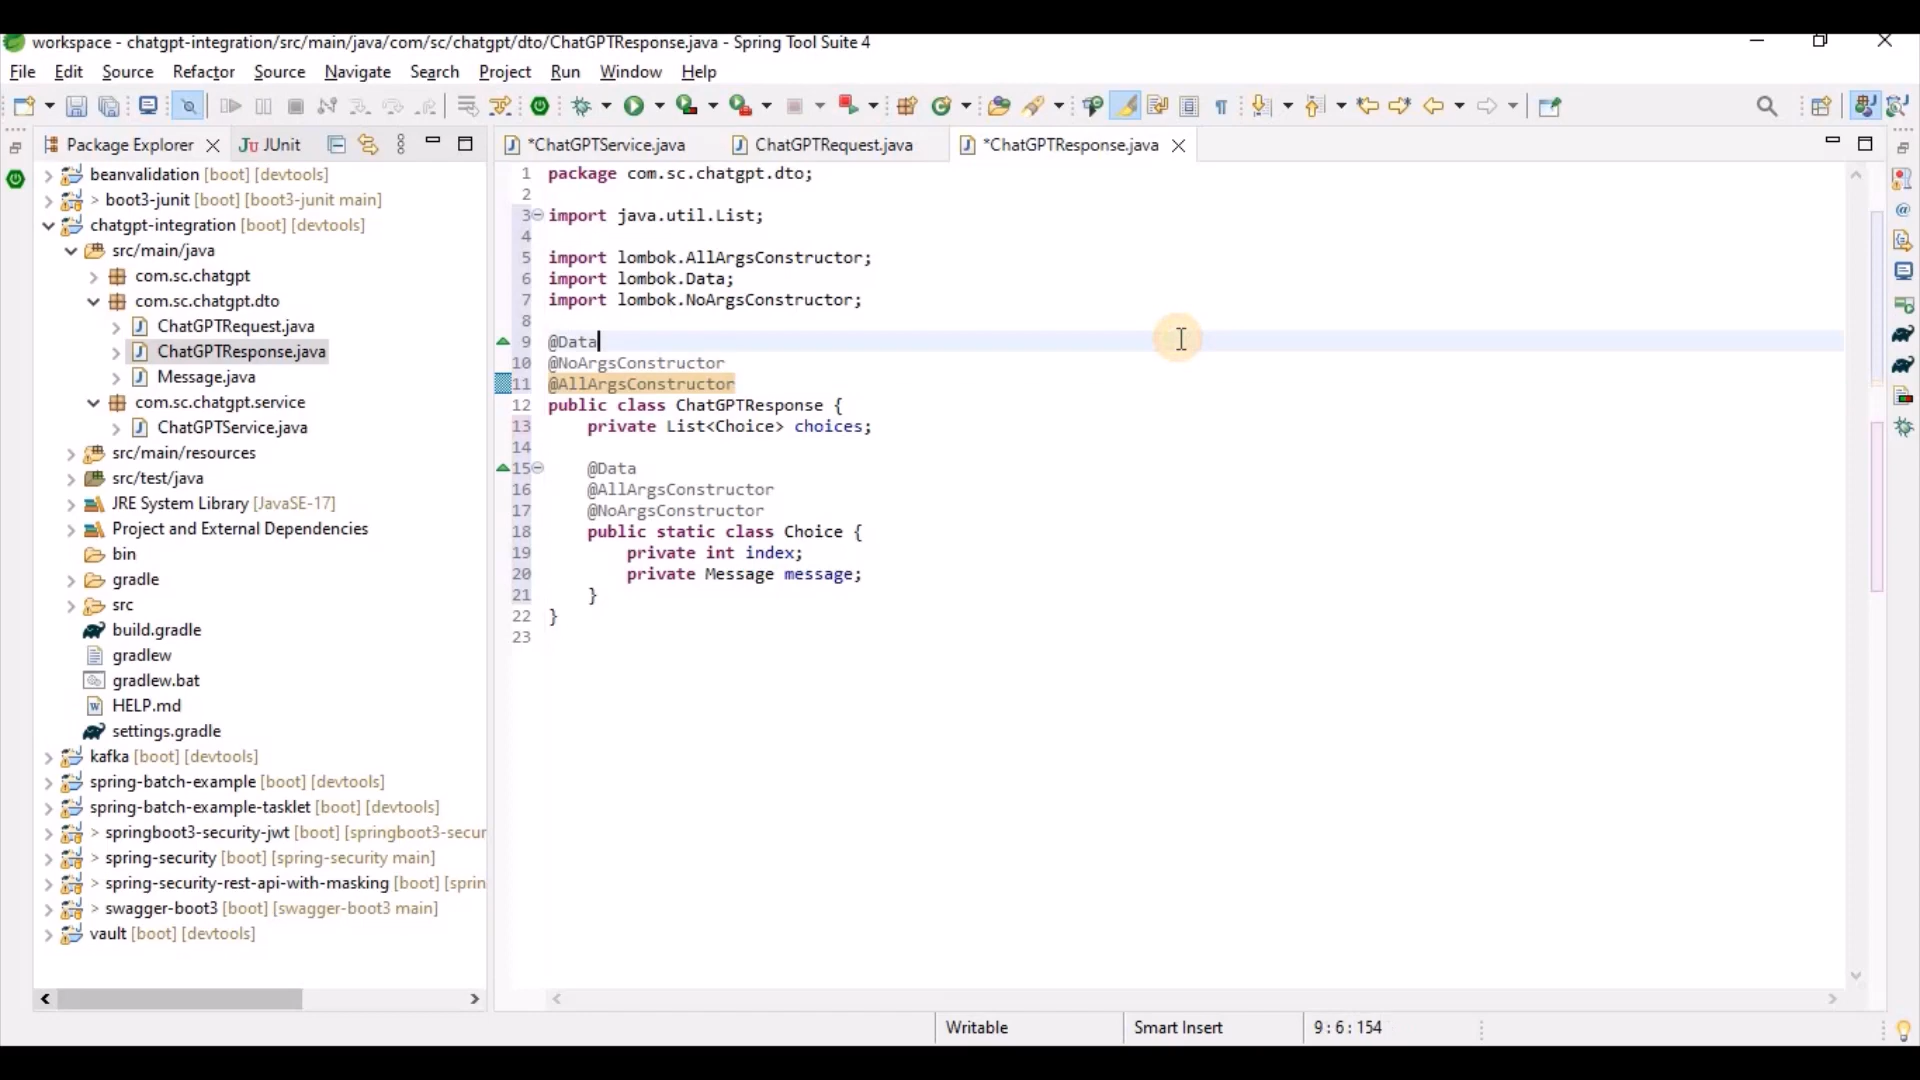 workspace - chatgpt-integration/src/main/java/com/sc/chatgpt/dto/ChatGPTResponse.java - Spring Tool Suite 4
File Edit Source Refactor Source Navigate Search Project Run Window Help
Package Explorer JUnit
*ChatGPTService.java ChatGPTRequest.java *ChatGPTResponse.java
beanvalidation [boot] [devtools]
> boot3-junit [boot] [boot3-junit main]
chatgpt-integration [boot] [devtools]
src/main/java
com.sc.chatgpt
com.sc.chatgpt.dto
ChatGPTRequest.java
ChatGPTResponse.java
Message.java
com.sc.chatgpt.service
ChatGPTService.java
src/main/resources
src/test/java
JRE System Library [JavaSE-17]
Project and External Dependencies
bin
gradle
src
build.gradle
gradlew
gradlew.bat
HELP.md
settings.gradle
kafka [boot] [devtools]
spring-batch-example [boot] [devtools]
spring-batch-example-tasklet [boot] [devtools]
> springboot3-security-jwt [boot] [springboot3-secur
> spring-security [boot] [spring-security main]
> spring-security-rest-api-with-masking [boot] [sprin
> swagger-boot3 [boot] [swagger-boot3 main]
vault [boot] [devtools]
1 package com.sc.chatgpt.dto;
2
3 import java.util.List;
4
5 import lombok.AllArgsConstructor;
6 import lombok.Data;
7 import lombok.NoArgsConstructor;
8
9 @Data
10 @NoArgsConstructor
11 @AllArgsConstructor
12 public class ChatGPTResponse {
13 private List<Choice> choices;
14
15 @Data
16 @AllArgsConstructor
17 @NoArgsConstructor
18 public static class Choice {
19 private int index;
20 private Message message;
21 }
22 }
23
Writable Smart Insert 9 : 6 : 154